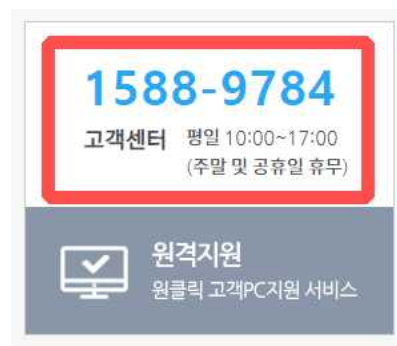 1588-9784
고객센터 평일 10:00~17:00
(주말 및 공휴일 휴무)
원격지원
원클릭 고객PC지원 서비스